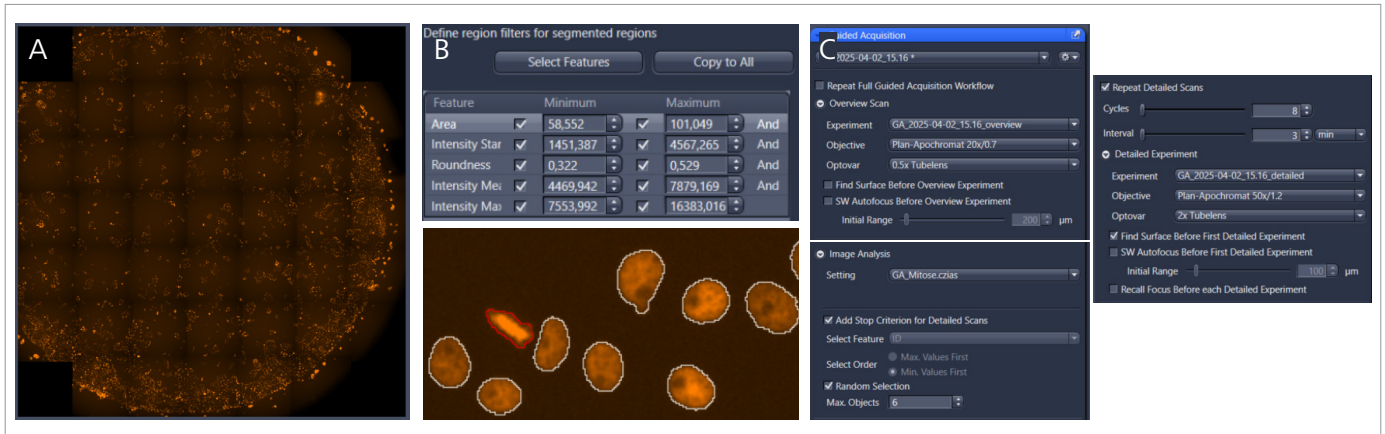 A
Define region filters for segmented regions
B
Select Features
Copy to All
Feature Minimum Maximum
Area 58,552 101,049 And
Intensity Star 1451,387 4567,265 And
Roundness 0,322 0,529 And
Intensity Mea 4469,942 7879,169 And
Intensity Max 7553,992 16383,016
C
uided Acquisition
2025-04-02_15.16 *
Repeat Full Guided Acquisition Workflow
Overview Scan
Experiment GA_2025-04-02_15.16_overview
Objective Plan-Apochromat 20x/0.7
Optovar 0.5x Tubelens
Find Surface Before Overview Experiment
SW Autofocus Before Overview Experiment
Initial Range 200 µm
Image Analysis
Setting GA_Mitose.czias
Add Stop Criterion for Detailed Scans
Select Feature ID
Select Order
Max. Values First
Min. Values First
Random Selection
Max. Objects 6
Repeat Detailed Scans
Cycles 8
Interval 3 min
Detailed Experiment
Experiment GA_2025-04-02_15.16_detailed
Objective Plan-Apochromat 50x/1.2
Optovar 2x Tubelens
Find Surface Before First Detailed Experiment
SW Autofocus Before First Detailed Experiment
Initial Range 100 µm
Recall Focus Before each Detailed Experiment